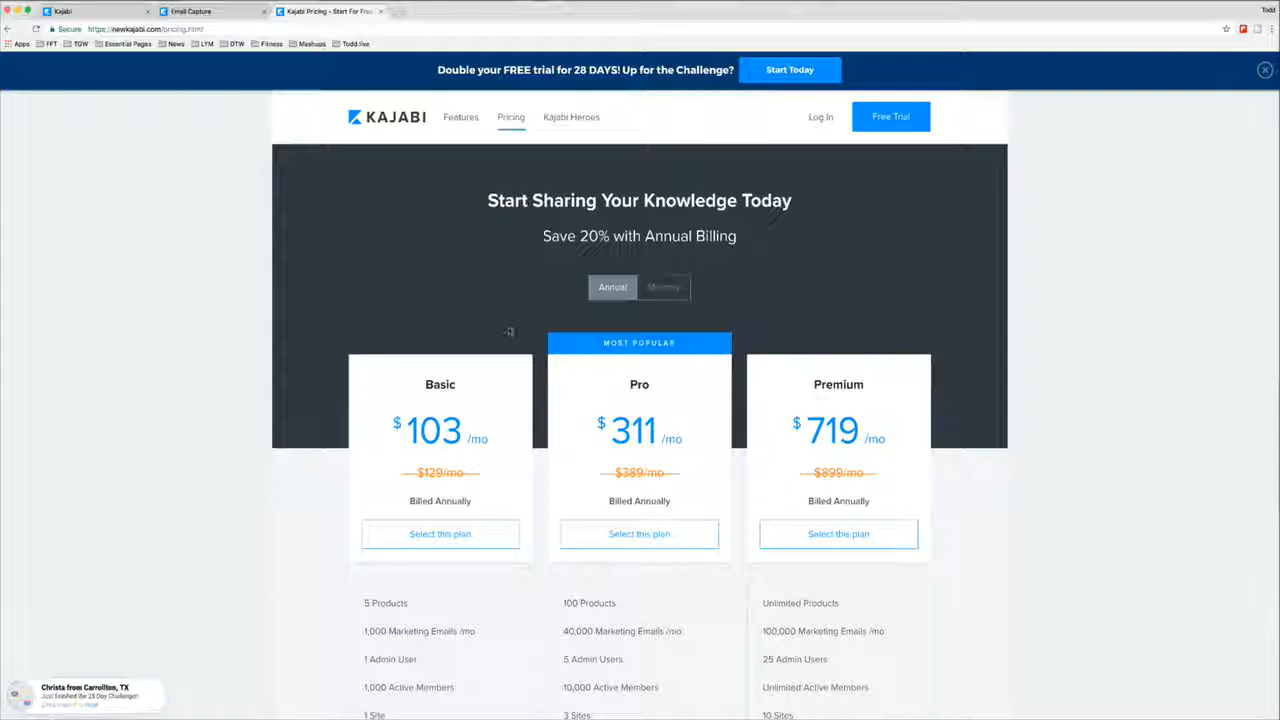 Kajabi
Email Capture
Kajabi Pricing - Start For Free
Todd
Secure
https://newkajabi.com/pricing.html
Apps
FFT
TGW
Essential Pages
News
LYM
DTW
Fitness
Mashups
Todd.live
Double your FREE trial for 28 DAYS! Up for the Challenge?
Start Today
KAJABI
Features
Pricing
Kajabi Heroes
Log In
Free Trial
Start Sharing Your Knowledge Today
Save 20% with Annual Billing
Annual
Monthly
MOST POPULAR
Basic
$103/mo
$129/mo
Billed Annually
Select this plan
Pro
$311/mo
$389/mo
Billed Annually
Select this plan
Premium
$719/mo
$899/mo
Billed Annually
Select this plan
5 Products
1,000 Marketing Emails /mo
1 Admin User
1,000 Active Members
1 Site
100 Products
40,000 Marketing Emails /mo
5 Admin Users
10,000 Active Members
3 Sites
Unlimited Products
100,000 Marketing Emails /mo
25 Admin Users
Unlimited Active Members
10 Sites
Christa from Carrollton, TX
Just finished the 28 Day Challenge!